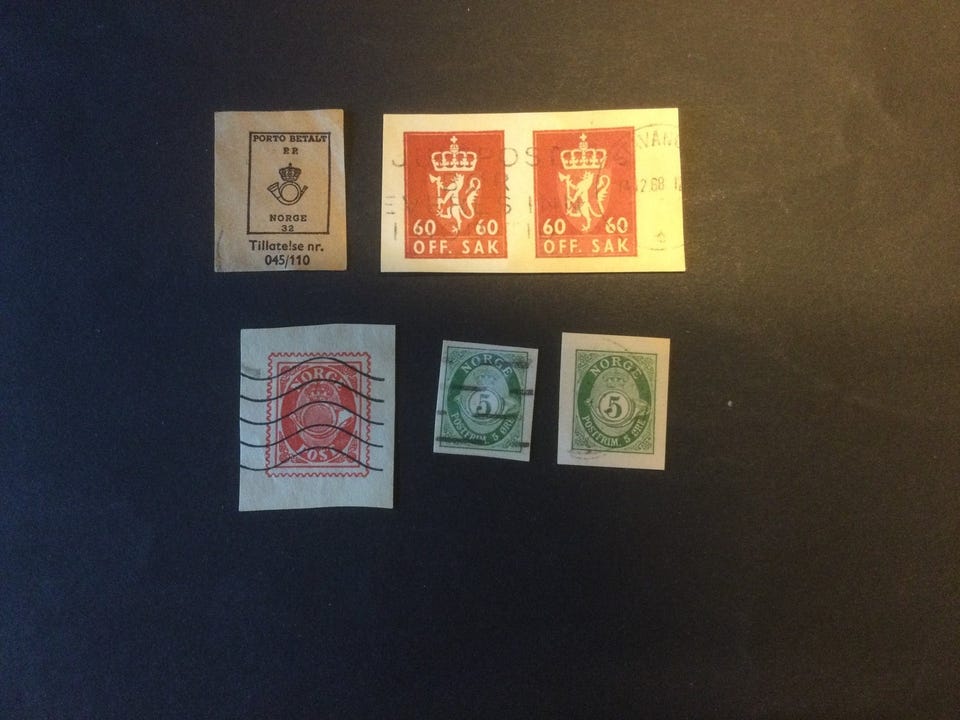 PORTO BETALT
P.P.
NORGE
32
Tillatelse nr.
045/110
60 60
OFF. SAK
60 60
OFF. SAK
NORGE
POST
NORGE
5
POSTFRIM. 5 ØRE
NORGE
5
POSTFRIM. 5 ØRE